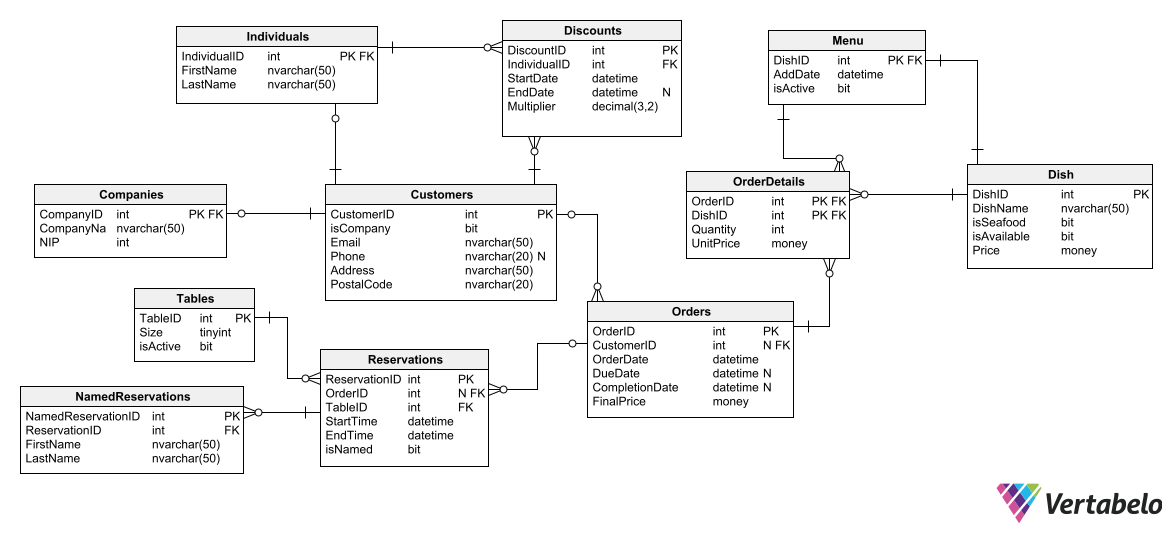 Individuals
IndividualID int PK FK
FirstName nvarchar(50)
LastName nvarchar(50)
Discounts
DiscountID int PK
IndividualID int FK
StartDate datetime
EndDate datetime N
Multiplier decimal(3,2)
Menu
DishID int PK FK
AddDate datetime
isActive bit
Companies
CompanyID int PK FK
CompanyNa nvarchar(50)
NIP int
Customers
CustomerID int PK
isCompany bit
Email nvarchar(50)
Phone nvarchar(20) N
Address nvarchar(50)
PostalCode nvarchar(20)
OrderDetails
OrderID int PK FK
DishID int PK FK
Quantity int
UnitPrice money
Dish
DishID int PK
DishName nvarchar(50)
isSeafood bit
isAvailable bit
Price money
Tables
TableID int PK
Size tinyint
isActive bit
Orders
OrderID int PK
CustomerID int N FK
OrderDate datetime
DueDate datetime N
CompletionDate datetime N
FinalPrice money
Reservations
ReservationID int PK
OrderID int N FK
TableID int FK
StartTime datetime
EndTime datetime
isNamed bit
NamedReservations
NamedReservationID int PK
ReservationID int FK
FirstName nvarchar(50)
LastName nvarchar(50)
Vertabelo